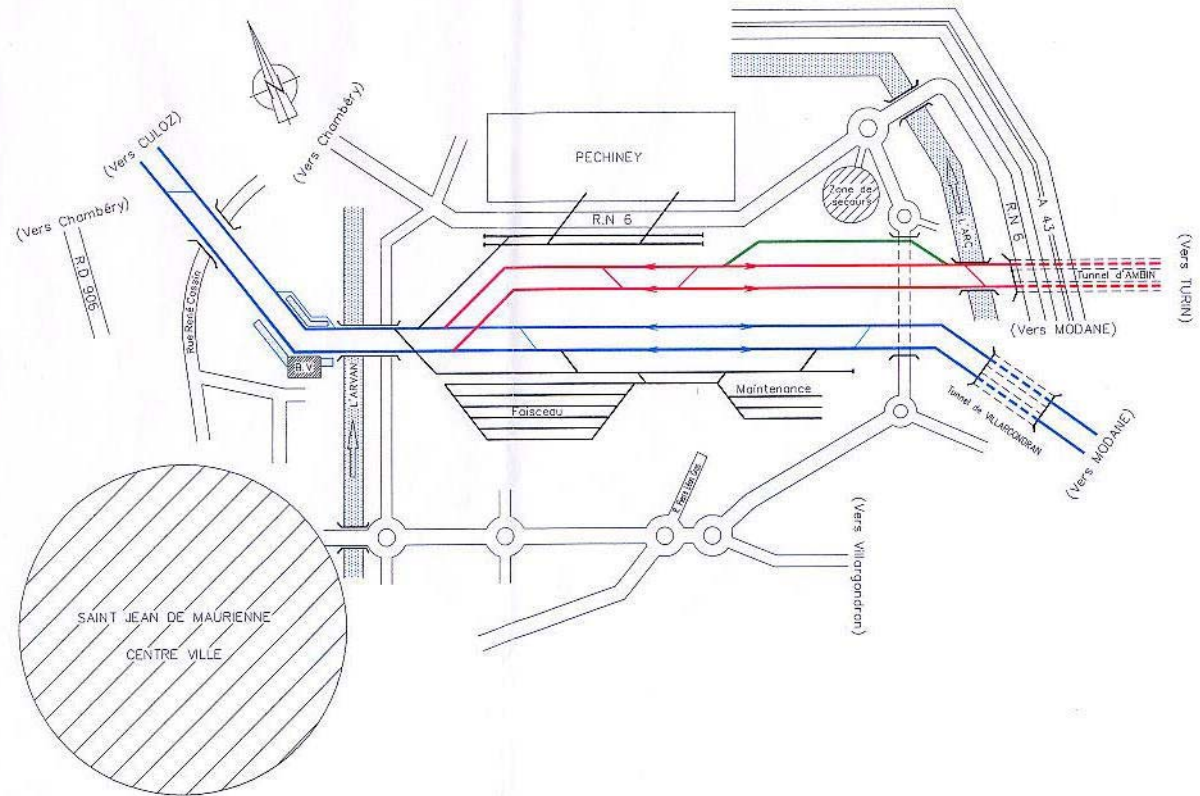 (Vers CULOZ)
(Vers Chambéry)
(Vers Chambéry)
R.D 906
Rue René Cassin
N
PECHINEY
R.N 6
Zone de
secours
L'ARC
R.N 6
A 43
(Vers TURIN)
Tunnel d'AMBIN
(Vers MODANE)
B.V
L'ARVAN
Faisceau
Maintenance
Tunnel de VILLARGONDRAN
(Vers MODANE)
(Vers Villargondron)
SAINT JEAN DE MAURIENNE
CENTRE VILLE